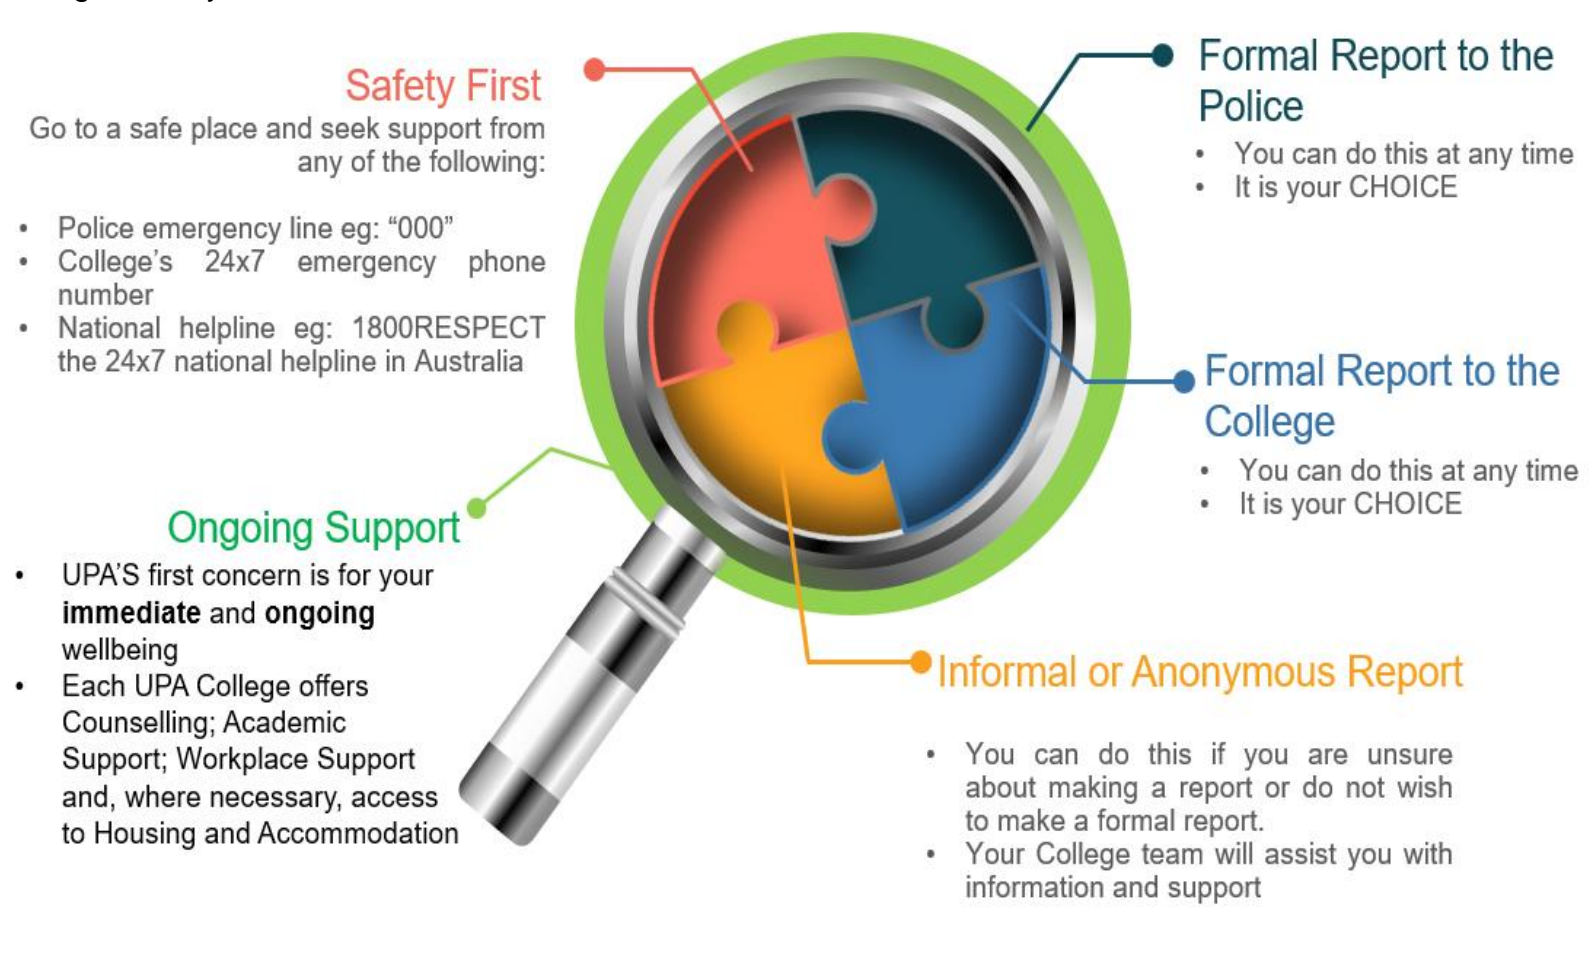 Safety First
Go to a safe place and seek support from
any of the following:
• Police emergency line eg: “000”
• College’s 24x7 emergency phone
number
• National helpline eg: 1800RESPECT
the 24x7 national helpline in Australia
Ongoing Support
• UPA’S first concern is for your
immediate and ongoing
wellbeing
• Each UPA College offers
Counselling; Academic
Support; Workplace Support
and, where necessary, access
to Housing and Accommodation
Formal Report to the
Police
• You can do this at any time
• It is your CHOICE
Formal Report to the
College
• You can do this at any time
• It is your CHOICE
Informal or Anonymous Report
• You can do this if you are unsure
about making a report or do not wish
to make a formal report.
• Your College team will assist you with
information and support